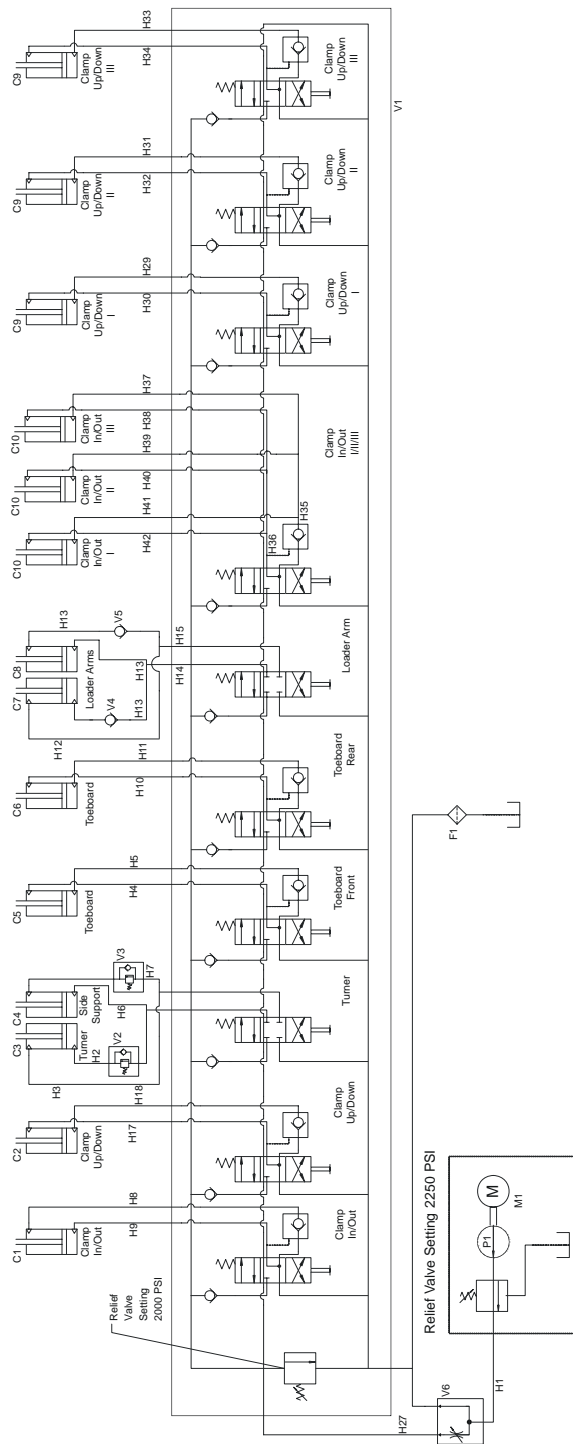 C9
Clamp
Up/Down
III
H33
H34
Clamp
Up/Down
III
C9
Clamp
Up/Down
II
H31
H32
Clamp
Up/Down
II
C9
Clamp
Up/Down
I
H29
H30
Clamp
Up/Down
I
C10
Clamp
In/Out
III
H37
H38
C10
Clamp
In/Out
II
H39
H40
C10
Clamp
In/Out
I
H41
H42
H35
H36
Clamp
In/Out
I/II/III
H13
V5
C8
C7
Loader Arms
H13
V4
H13
H12
H11
H15
H14
Loader Arm
C6
Toeboard
H11
H10
Toeboard
Rear
C5
Toeboard
H5
H4
Toeboard
Front
C4
Side
Support
V3
H7
H6
C3
Turner
H2
V2
H3
H18
Turner
C2
Clamp
Up/Down
H17
Clamp
Up/Down
C1
Clamp
In/Out
H8
H9
Clamp
In/Out
Relief
Valve
Setting
2000 PSI
V1
F1
H27
V6
H1
Relief Valve Setting 2250 PSI
P1
M
M1